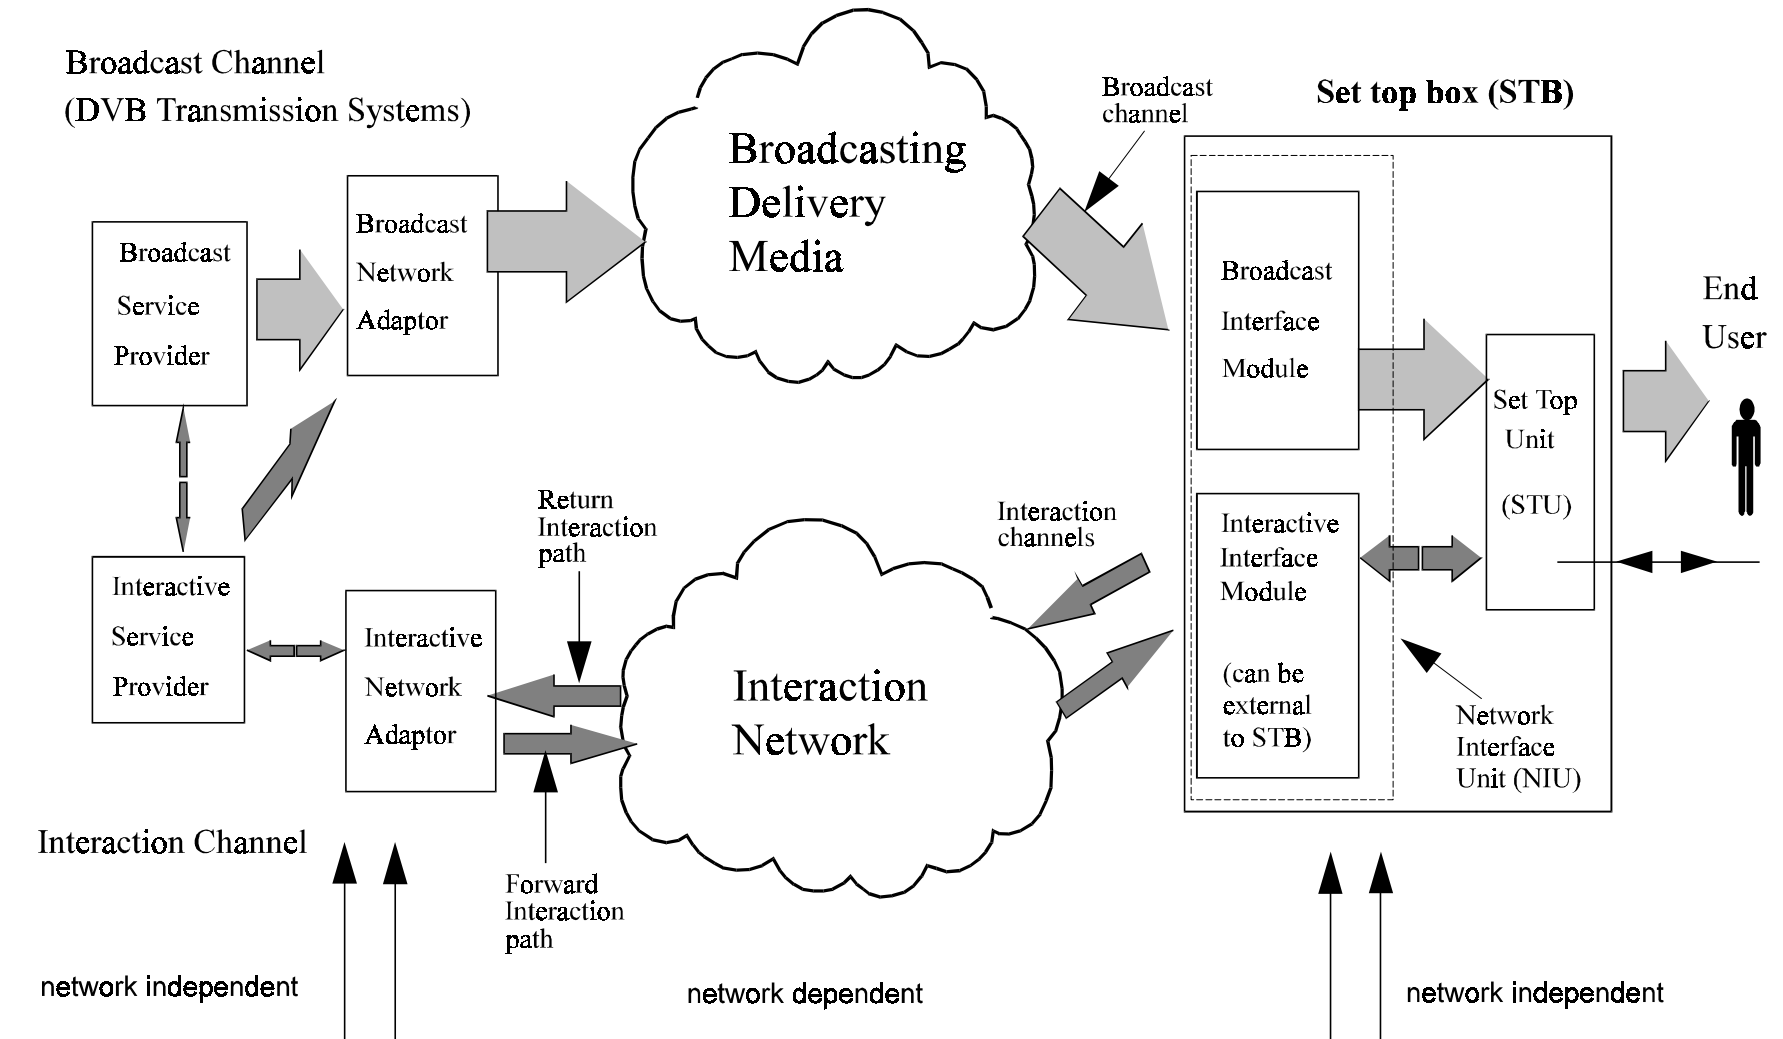 Broadcast Channel
(DVB Transmission Systems)
Broadcast
Service
Provider
Broadcast
Network
Adaptor
Broadcasting
Delivery
Media
Broadcast
channel
Set top box (STB)
Broadcast
Interface
Module
Set Top
Unit
(STU)
End
User
Interactive
Service
Provider
Interactive
Network
Adaptor
Return
Interaction
path
Interaction
Network
Interaction
channels
Interactive
Interface
Module
(can be
external
to STB)
Network
Interface
Unit (NIU)
Interaction Channel
Forward
Interaction
path
network independent
network dependent
network independent